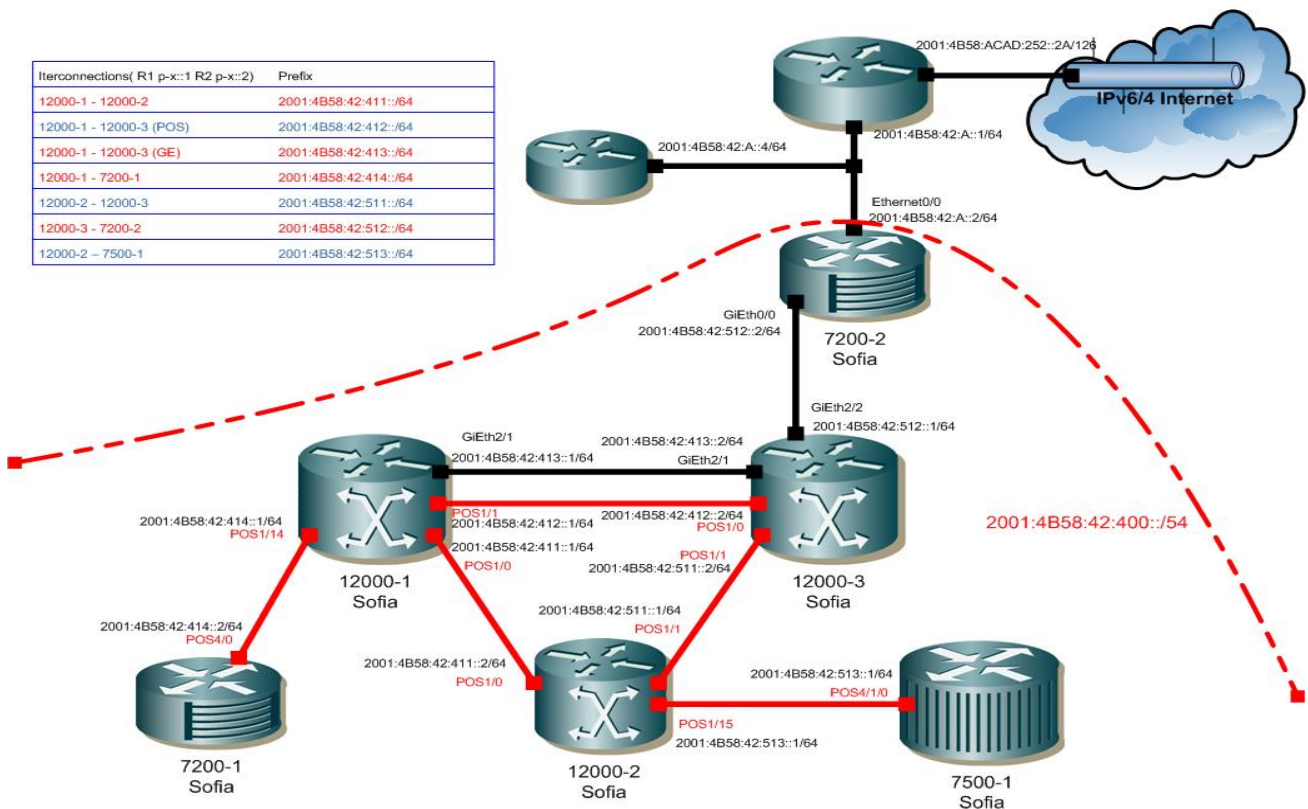 Iterconnections( R1 p-x::1 R2 p-x::2) Prefix
12000-1 - 12000-2 2001:4B58:42:411::/64
12000-1 - 12000-3 (POS) 2001:4B58:42:412::/64
12000-1 - 12000-3 (GE) 2001:4B58:42:413::/64
12000-1 - 7200-1 2001:4B58:42:414::/64
12000-2 - 12000-3 2001:4B58:42:511::/64
12000-3 - 7200-2 2001:4B58:42:512::/64
12000-2 – 7500-1 2001:4B58:42:513::/64
2001:4B58:ACAD:252::2A/126
IPv6/4 Internet
2001:4B58:42:A::1/64
2001:4B58:42:A::4/64
Ethernet0/0
2001:4B58:42:A::2/64
GiEth0/0
2001:4B58:42:512::2/64
7200-2
Sofia
GiEth2/2
2001:4B58:42:512::1/64
GiEth2/1
2001:4B58:42:413::1/64
2001:4B58:42:413::2/64
GiEth2/1
POS1/1
2001:4B58:42:412::1/64
2001:4B58:42:412::2/64
POS1/0
2001:4B58:42:414::1/64
POS1/14
2001:4B58:42:411::1/64
POS1/0
POS1/1
2001:4B58:42:511::2/64
2001:4B58:42:400::/54
12000-1
Sofia
12000-3
Sofia
2001:4B58:42:511::1/64
POS1/1
2001:4B58:42:414::2/64
POS4/0
2001:4B58:42:411::2/64
POS1/0
2001:4B58:42:513::1/64
POS4/1/0
POS1/15
2001:4B58:42:513::1/64
7200-1
Sofia
12000-2
Sofia
7500-1
Sofia